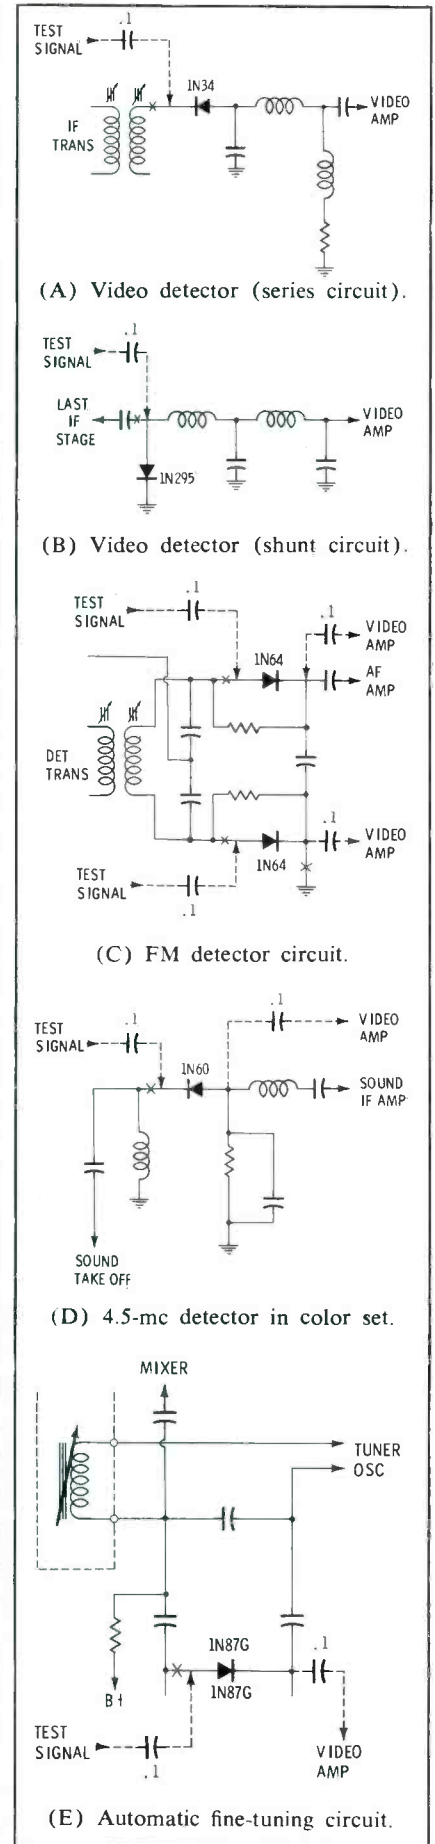 .1
TEST
SIGNAL
1N34
VIDEO
AMP
IF
TRANS
(A) Video detector (series circuit).
.1
TEST
SIGNAL
LAST
IF
STAGE
VIDEO
AMP
1N295
(B) Video detector (shunt circuit).
.1
TEST
SIGNAL
.1
VIDEO
AMP
1N64
AF
AMP
DET
TRANS
.1
VIDEO
AMP
1N64
TEST
SIGNAL
.1
(C) FM detector circuit.
.1
TEST
SIGNAL
.1
VIDEO
AMP
1N60
SOUND
IF AMP
SOUND
TAKE OFF
(D) 4.5-mc detector in color set.
MIXER
TUNER
OSC
1N87G
.1
1N87G
B+
TEST
SIGNAL
.1
VIDEO
AMP
(E) Automatic fine-tuning circuit.